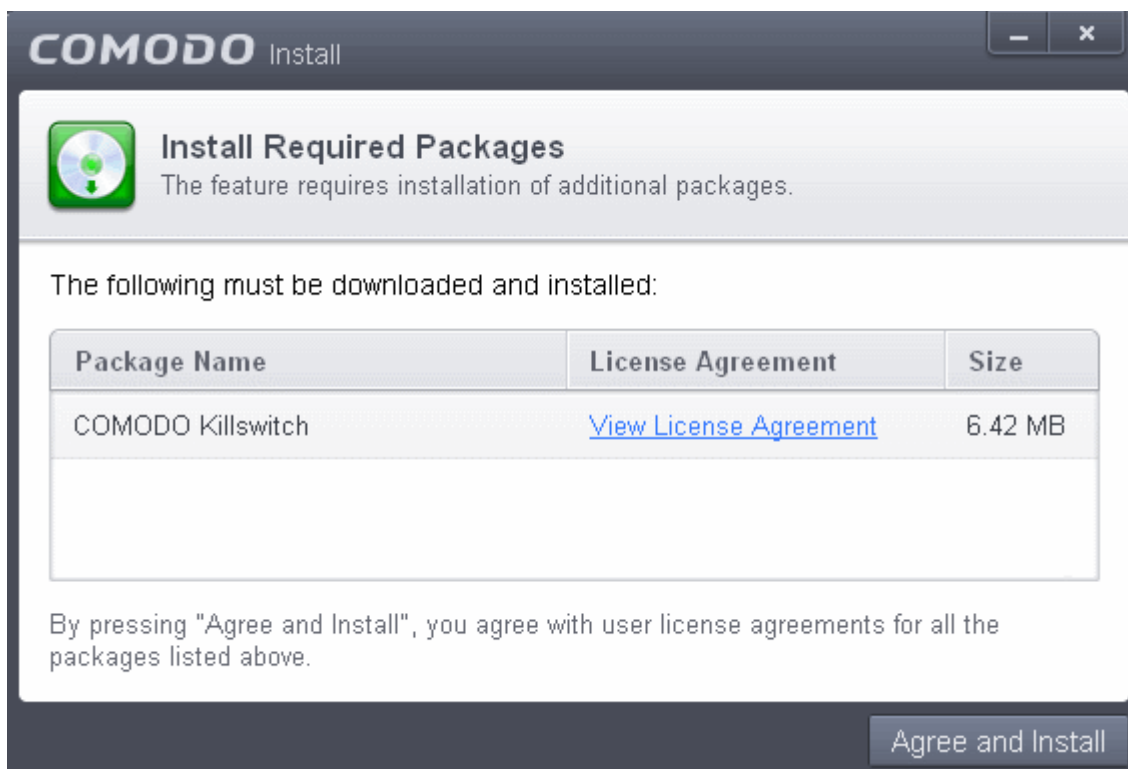 COMODO Install
Install Required Packages
The feature requires installation of additional packages.
The following must be downloaded and installed:
Package Name License Agreement Size
COMODO Killswitch View License Agreement 6.42 MB
By pressing "Agree and Install", you agree with user license agreements for all the
packages listed above.
Agree and Install